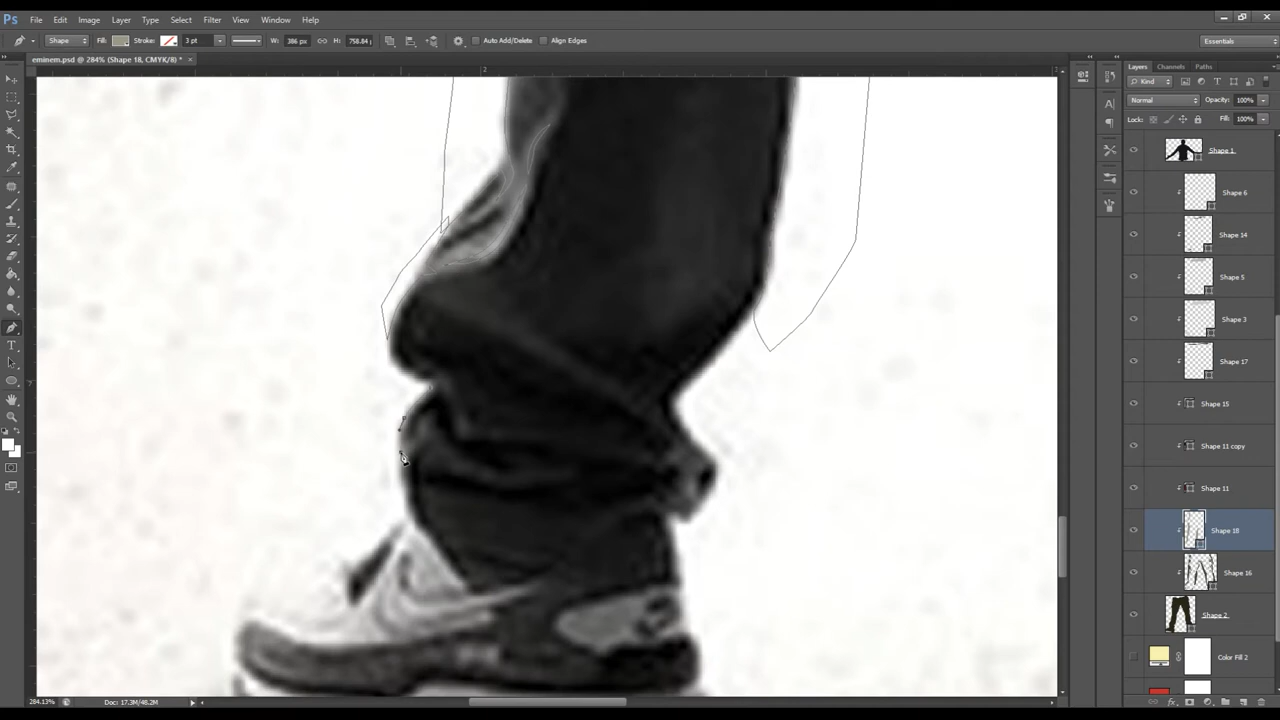 Ps File Edit Image Layer Type Select Filter View Window Help
Shape Fill: Stroke: 3 pt W: 386 px H: 758.84 Auto Add/Delete Align Edges Essentials
eminem.psd @ 284% (Shape 18, CMYK/8) *
2
7
Layers Channels Paths
Kind
Normal Opacity: 100%
Lock: Fill: 100%
Shape 1
Shape 6
Shape 14
Shape 5
Shape 3
Shape 17
Shape 15
Shape 11 copy
Shape 11
Shape 18
Shape 16
Shape 2
Color Fill 2
284.13% Doc: 17.3M/48.2M